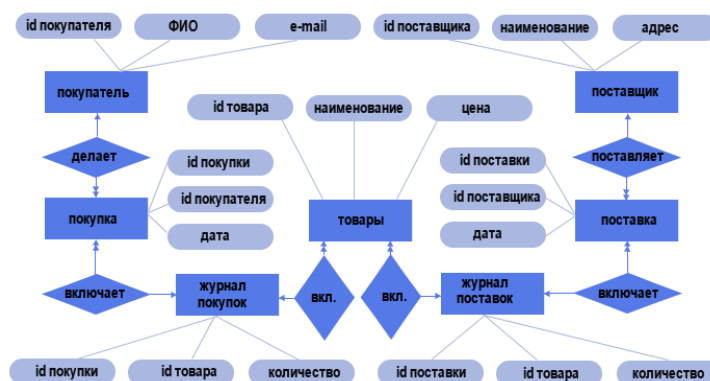 id покупателя
ФИО
e-mail
id поставщика
наименование
адрес
покупатель
поставщик
id товара
наименование
цена
делает
поставляет
id покупки
id поставки
id покупателя
id поставщика
покупка
товары
поставка
дата
дата
включает
журнал
покупок
вкл.
вкл.
журнал
поставок
включает
id покупки
id товара
количество
id поставки
id товара
количество